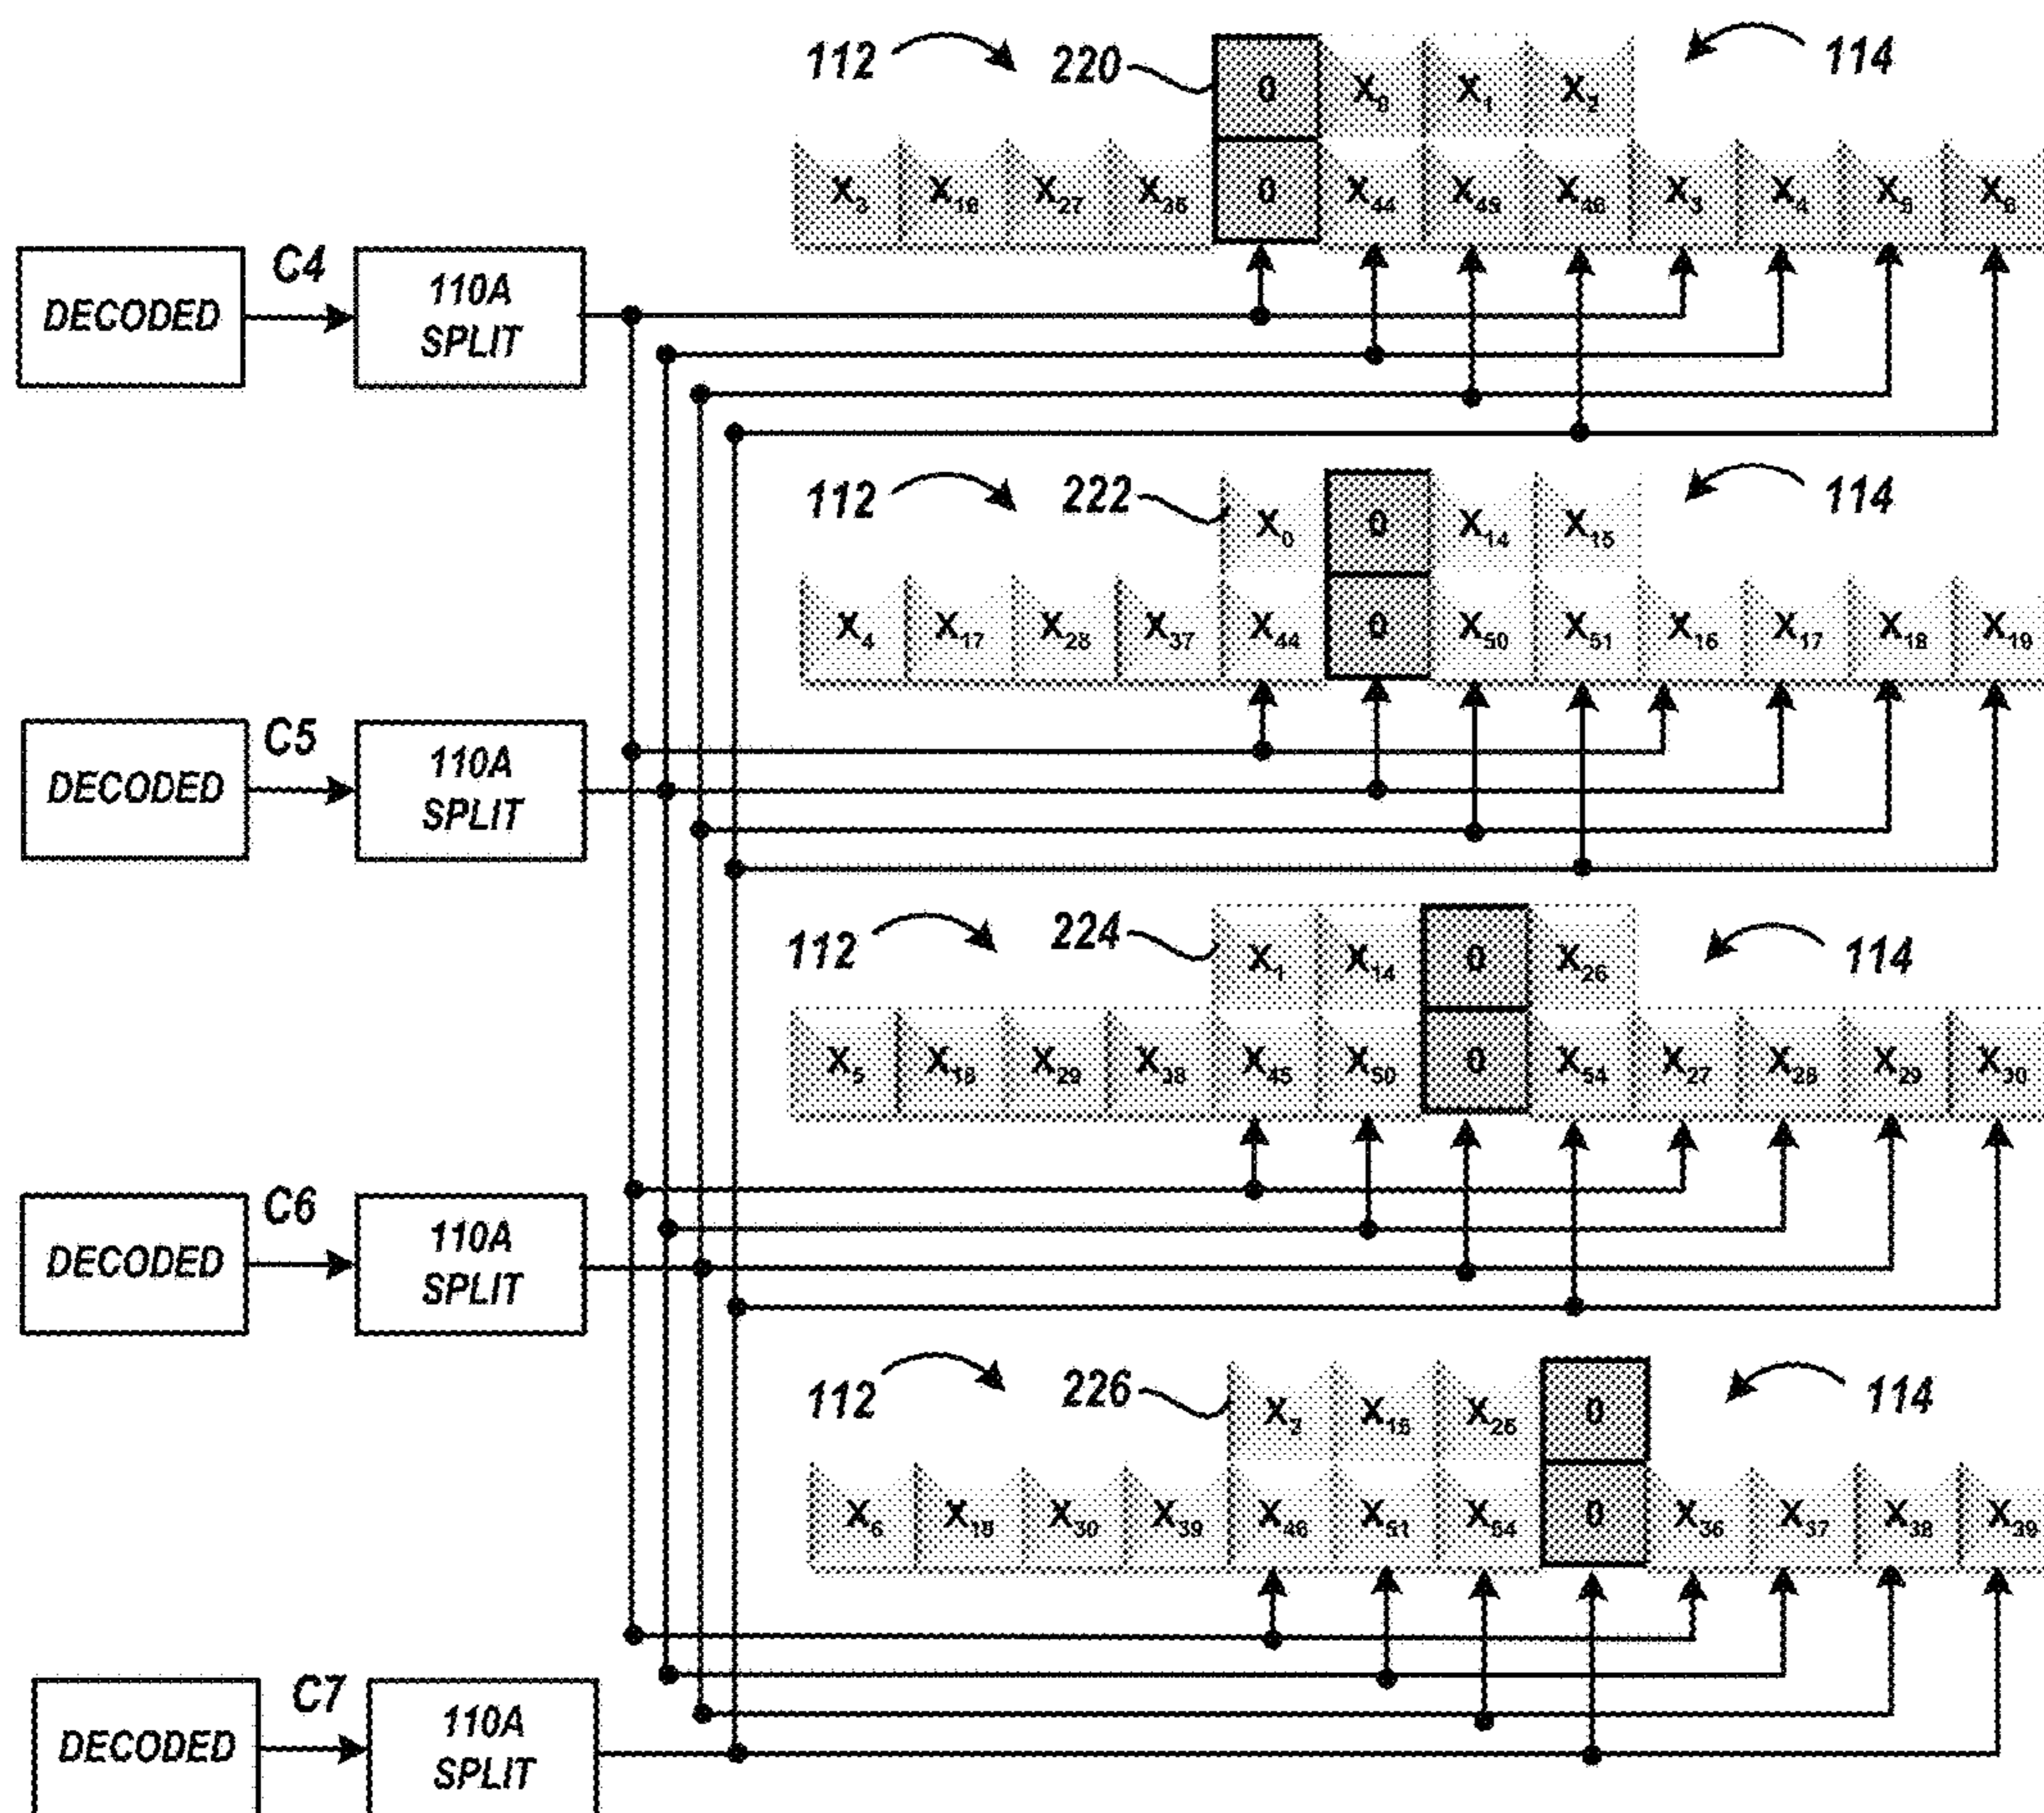 112 220 0 X₀ X₁ X₂ 114
X₃ X₁₆ X₂₇ X₃₆ 0 X₄₄ X₄₅ X₄₆ X₃ X₄ X₅ X₆
DECODED C4 110A
SPLIT
112 222 X₀ 0 X₁₄ X₁₅ 114
X₄ X₁₇ X₂₈ X₃₇ X₄₄ 0 X₅₀ X₅₁ X₁₆ X₁₇ X₁₈ X₁₉
DECODED C5 110A
SPLIT
112 224 X₁ X₁₄ 0 X₂₆ 114
X₅ X₁₈ X₂₉ X₃₈ X₄₅ X₅₀ 0 X₅₄ X₂₇ X₂₈ X₂₉ X₃₀
DECODED C6 110A
SPLIT
112 226 X₂ X₁₅ 0 114
X₆ X₃₀ X₃₉ X₄₆ X₅₁ X₅₄ 0 X₃₆ X₃₇ X₃₈ X₃₉
DECODED C7 110A
SPLIT